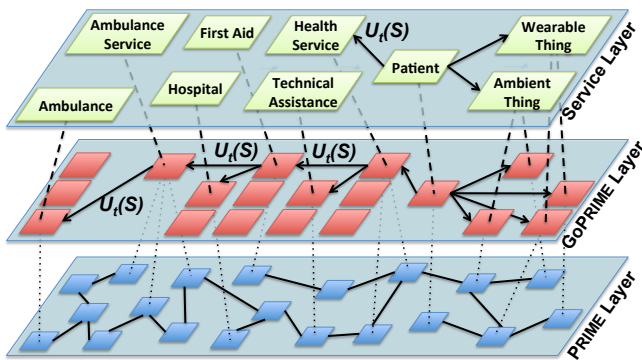 Ambulance
Service
First Aid
Health
Service
U_t(S)
Wearable
Thing
Patient
Hospital
Technical
Assistance
Ambient
Thing
Ambulance
Service Layer
U_t(S)
U_t(S)
U_t(S)
GoPRIME Layer
PRIME Layer